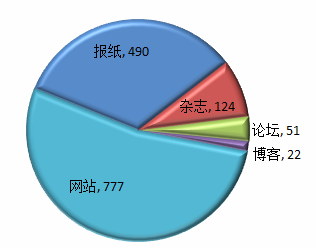 报纸, 490
杂志, 124
论坛, 51
博客, 22
网站, 777